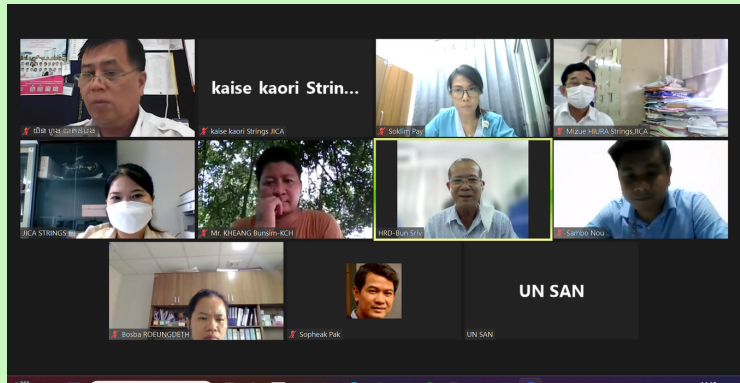 kaise kaori Strin...
kaise kaori Strings JICA
Soklim Pay
Mizue HIURA Strings,JICA
JICA STRINGS
Mr. KHEANG Bunsim-KCH
HRD-Bun Sriv
Sambo Nou
Bosba ROEUNGDETH
Sopheak Pak
UN SAN
UN SAN